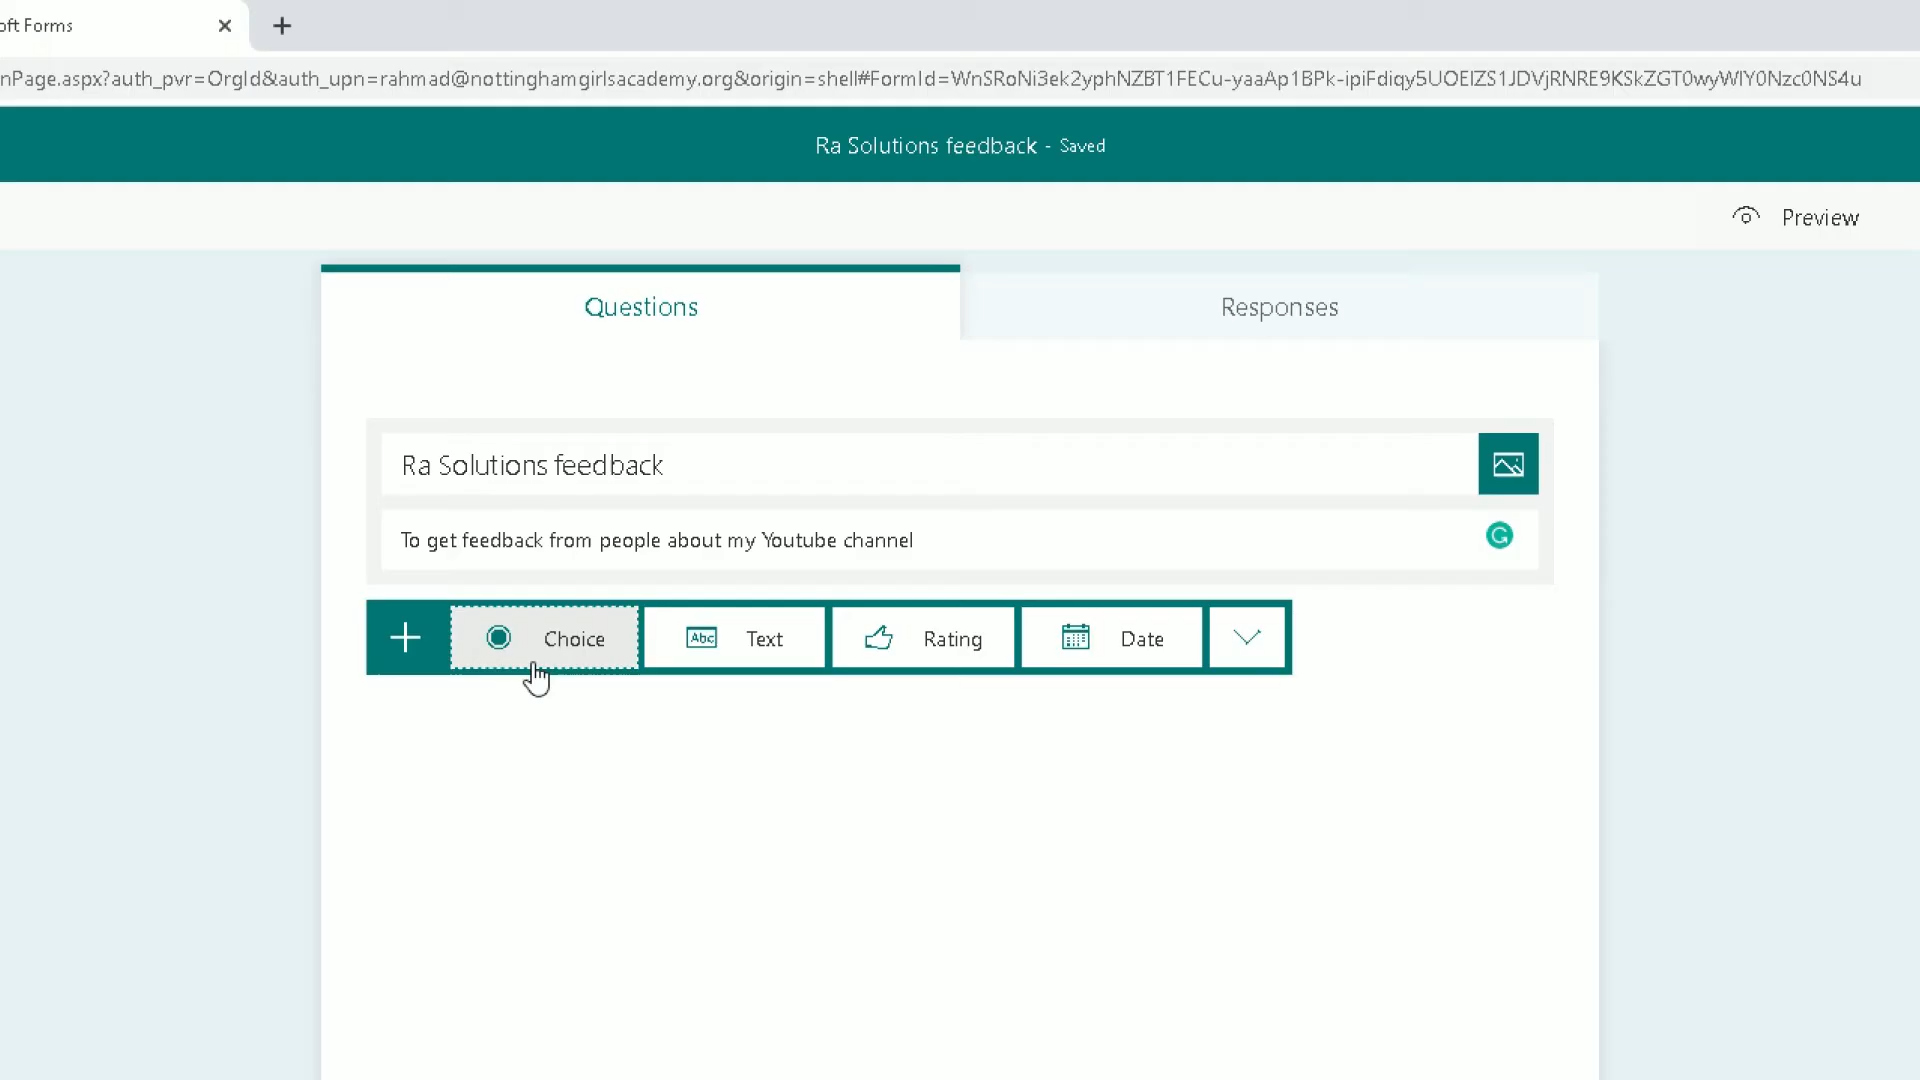 oft Forms
nPage.aspx?auth_pvr=OrgId&auth_upn=rahmad@nottinghamgirlsacademy.org&origin=shell#FormId=WnSRoNi3ek2yphNZBT1FECu-yaaAp1BPk-ipiFdiqy5UOEIZS1JDVjRNRE9KSkZGT0wyWlY0Nzc0NS4u
Ra Solutions feedback - Saved
Preview
Questions
Responses
Ra Solutions feedback
To get feedback from people about my Youtube channel
G
Choice
Abc Text
Rating
Date